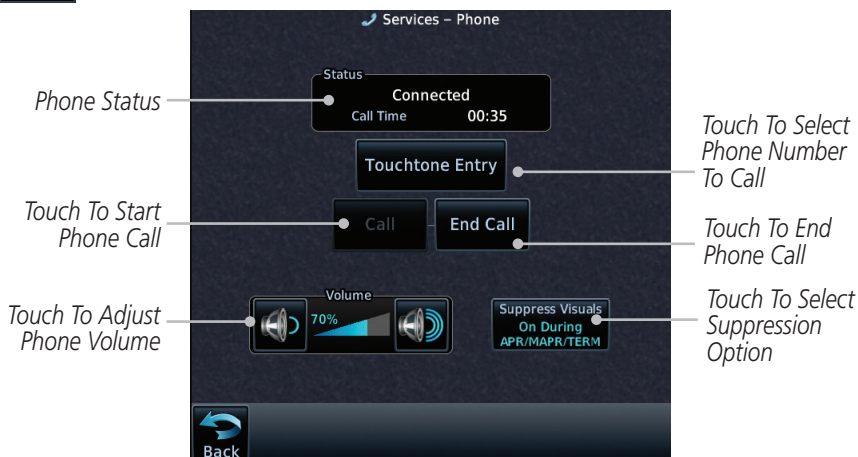 Services – Phone
Status
Connected
Call Time 00:35
Phone Status
Touchtone Entry
Touch To Select
Phone Number
To Call
Touch To Start
Phone Call
Call
End Call
Touch To End
Phone Call
Volume
70%
Touch To Adjust
Phone Volume
Suppress Visuals
On During
APR/MAPR/TERM
Touch To Select
Suppression
Option
Back